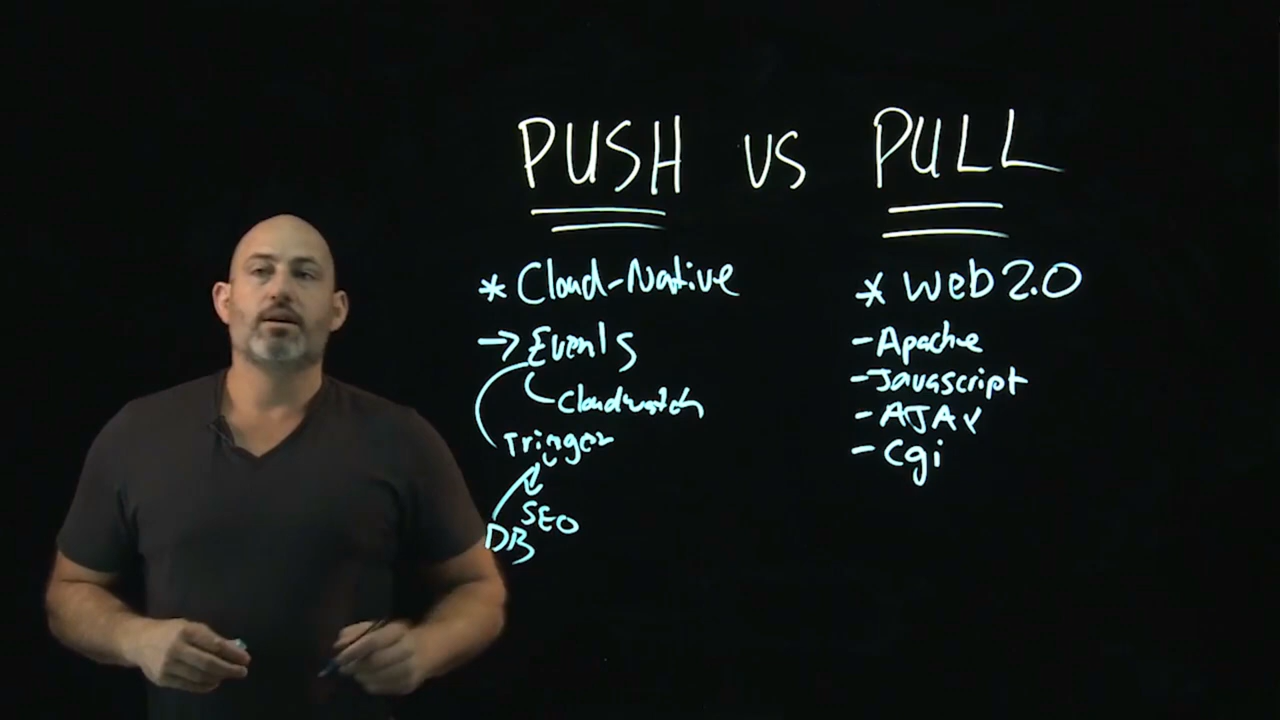 PUSH vs PULL
* Cloud-Native
→ Events
Cloudwatch
Trigger
SEO
DB
* Web 2.0
- Apache
- Javascript
- AJAX
- Cgi